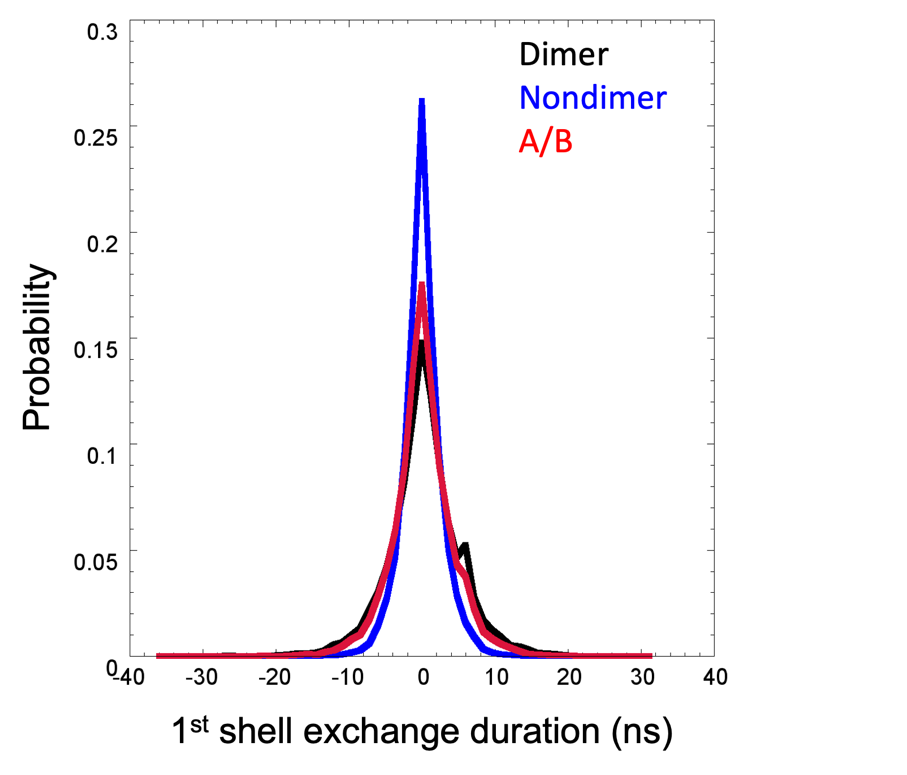 0.3
0.25
0.2
0.15
0.1
0.05
0
Probability
Dimer
Nondimer
A/B
-40 -30 -20 -10 0 10 20 30 40
1st shell exchange duration (ns)